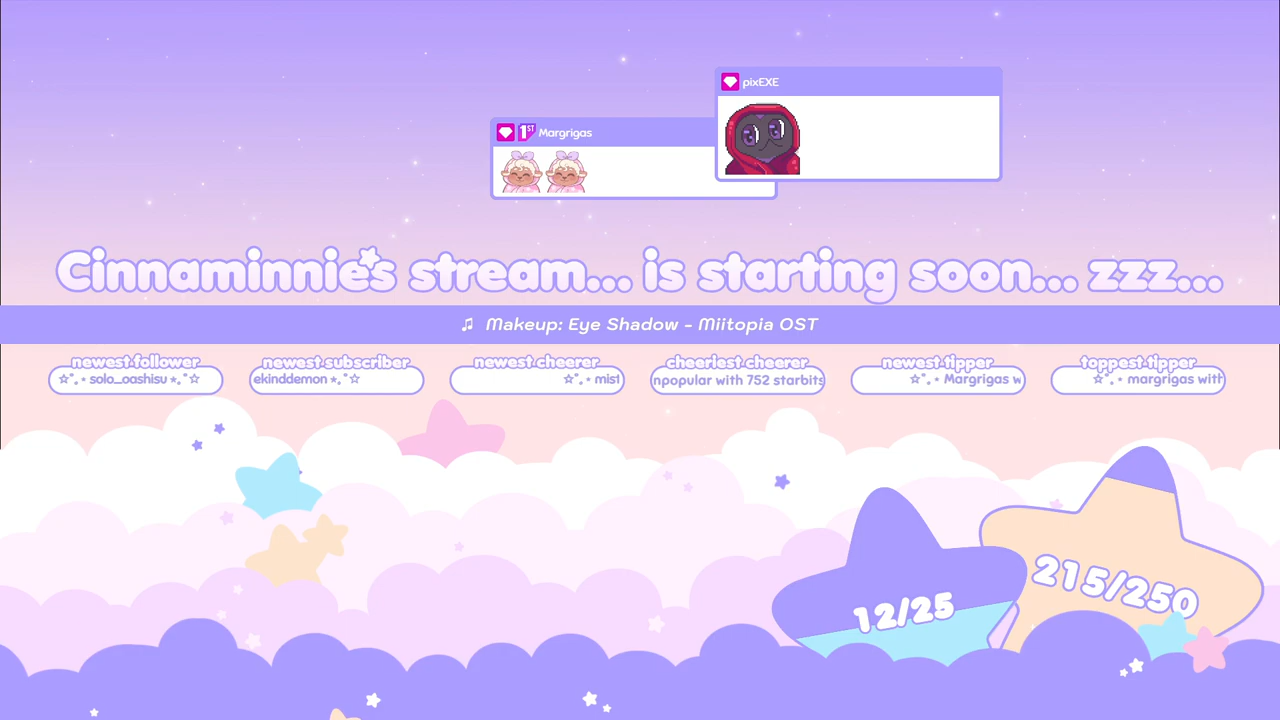 pixEXE
1ST Margrigas
Cinnaminnie's stream... is starting soon... zzz...
♫ Makeup: Eye Shadow - Miitopia OST
newest follower
newest subscriber
newest cheerer
cheeriest cheerer
newest tipper
toppest tipper
☆*｡⋆ solo_oashisu ⋆｡*☆
ekinddemon ⋆｡*☆
☆*｡⋆ mist
npopular with 752 starbits
☆*｡⋆ Margrigas w
☆*｡⋆ margrigas with
12/25
215/250